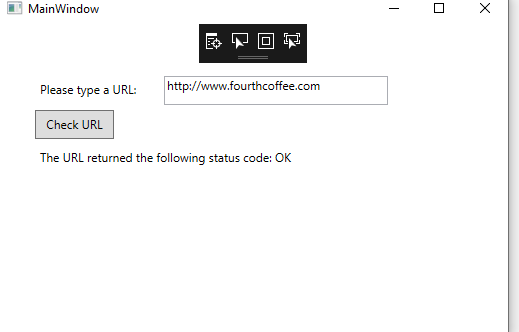 MainWindow
Please type a URL: http://www.fourthcoffee.com
Check URL
The URL returned the following status code: OK